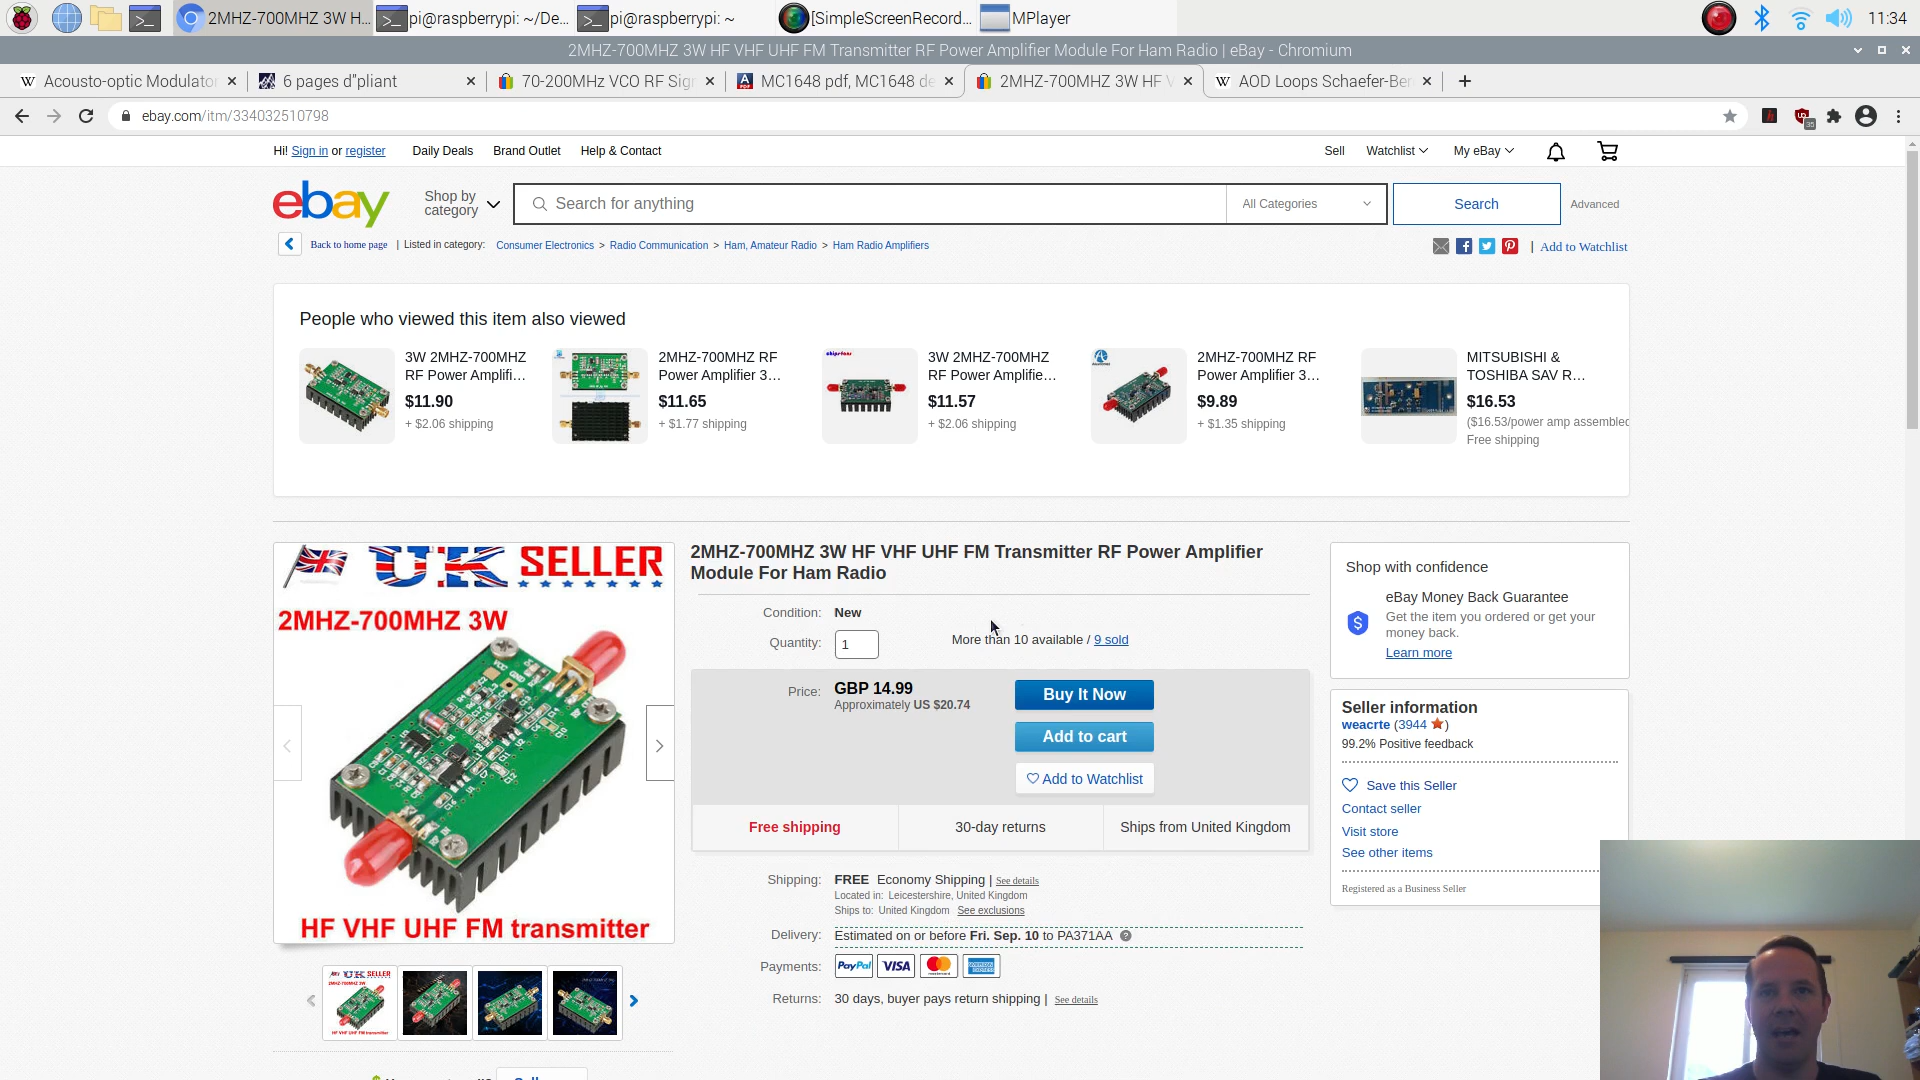 2MHZ-700MHZ 3W H...
pi@raspberrypi: ~/De...
pi@raspberrypi: ~
[SimpleScreenRecord...
MPlayer
11:34
2MHZ-700MHZ 3W HF VHF UHF FM Transmitter RF Power Amplifier Module For Ham Radio | eBay - Chromium
Acousto-optic Modulator
6 pages d"pliant
70-200MHz VCO RF Sig
MC1648 pdf, MC1648 de
2MHZ-700MHZ 3W HF V
AOD Loops Schaefer-Ber
ebay.com/itm/334032510798
35
Hi! Sign in or register
Daily Deals
Brand Outlet
Help & Contact
Sell
Watchlist
My eBay
ebay
Shop by category
Search for anything
All Categories
Search
Advanced
Back to home page | Listed in category:
Consumer Electronics > Radio Communication > Ham, Amateur Radio > Ham Radio Amplifiers
| Add to Watchlist
People who viewed this item also viewed
3W 2MHZ-700MHZ
RF Power Amplifi...
$11.90
+ $2.06 shipping
2MHZ-700MHZ RF
Power Amplifier 3...
$11.65
+ $1.77 shipping
3W 2MHZ-700MHZ
RF Power Amplifie...
$11.57
+ $2.06 shipping
2MHZ-700MHZ RF
Power Amplifier 3...
$9.89
+ $1.35 shipping
MITSUBISHI &
TOSHIBA SAV R...
$16.53
($16.53/power amp assembled
Free shipping
UK SELLER
2MHZ-700MHZ 3W
HF VHF UHF FM transmitter
2MHZ-700MHZ 3W HF VHF UHF FM Transmitter RF Power Amplifier
Module For Ham Radio
Condition: New
Quantity: 1
More than 10 available / 9 sold
Price: GBP 14.99
Approximately US $20.74
Buy It Now
Add to cart
Add to Watchlist
Free shipping
30-day returns
Ships from United Kingdom
Shipping: FREE Economy Shipping | See details
Located in: Leicestershire, United Kingdom
Ships to: United Kingdom See exclusions
Delivery: Estimated on or before Fri. Sep. 10 to PA371AA
Payments: PayPal VISA
Returns: 30 days, buyer pays return shipping | See details
Shop with confidence
eBay Money Back Guarantee
Get the item you ordered or get your
money back.
Learn more
Seller information
weacrte (3944 )
99.2% Positive feedback
Save this Seller
Contact seller
Visit store
See other items
Registered as a Business Seller